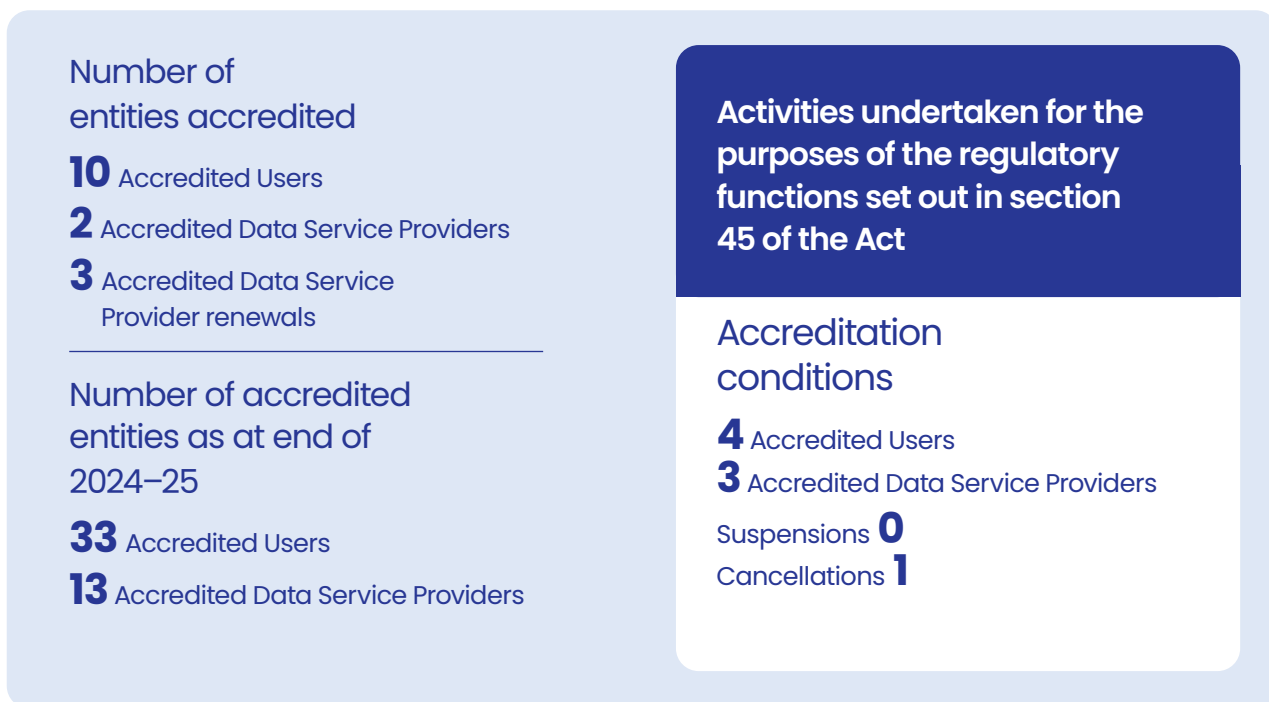 Number of
entities accredited
10 Accredited Users
2 Accredited Data Service Providers
3 Accredited Data Service
Provider renewals
Number of accredited
entities as at end of
2024–25
33 Accredited Users
13 Accredited Data Service Providers
Activities undertaken for the
purposes of the regulatory
functions set out in section
45 of the Act
Accreditation
conditions
4 Accredited Users
3 Accredited Data Service Providers
Suspensions 0
Cancellations 1